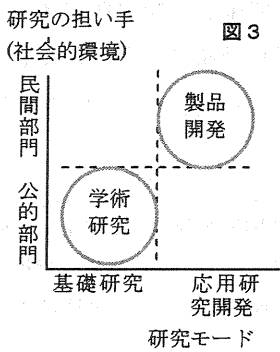 研究の担い手
(社会的環境)
図3
民間部門
製品
開発
公的部門
学術
研究
基礎研究
応用研
究開発
研究モード